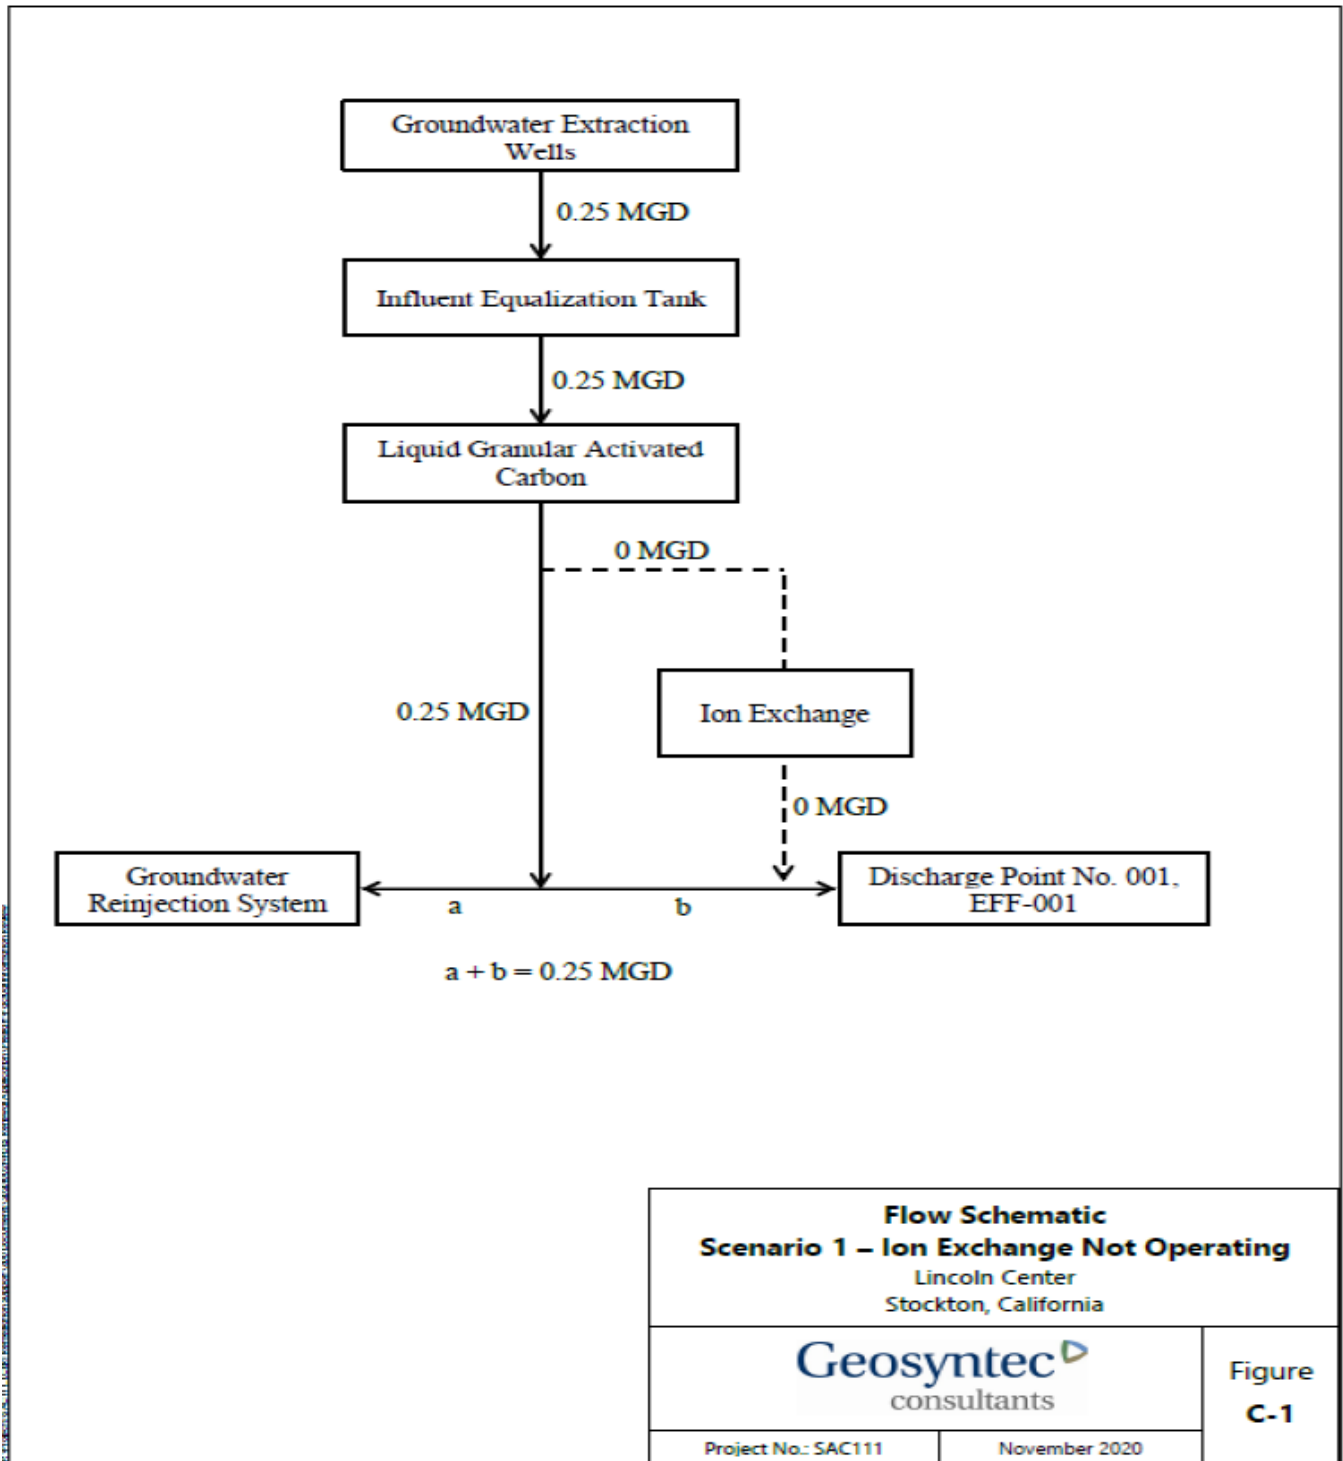 Groundwater Extraction
Wells
0.25 MGD
Influent Equalization Tank
0.25 MGD
Liquid Granular Activated
Carbon
0 MGD
0.25 MGD
Ion Exchange
0 MGD
Groundwater
Reinjection System
a
b
Discharge Point No. 001,
EFF-001
a + b = 0.25 MGD
Flow Schematic
Scenario 1 – Ion Exchange Not Operating
Lincoln Center
Stockton, California
Geosyntec
consultants
Figure
C-1
Project No.: SAC111
November 2020